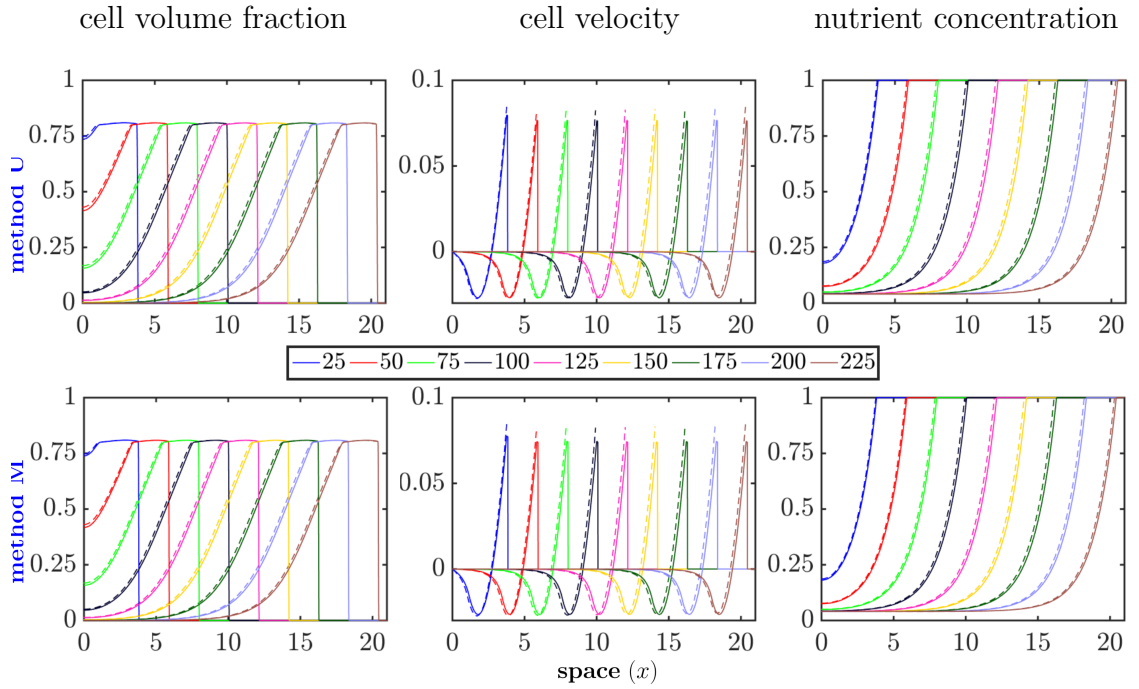 cell volume fraction cell velocity nutrient concentration
method U
1 0.75 0.5 0.25 0
0 5 10 15 20
0.1 0.05 0
0 5 10 15 20
1 0.75 0.5 0.25 0
0 5 10 15 20
25 50 75 100 125 150 175 200 225
method M
1 0.75 0.5 0.25 0
0 5 10 15 20
0.1 0.05 0
0 5 10 15 20
1 0.75 0.5 0.25 0
0 5 10 15 20
space (x)